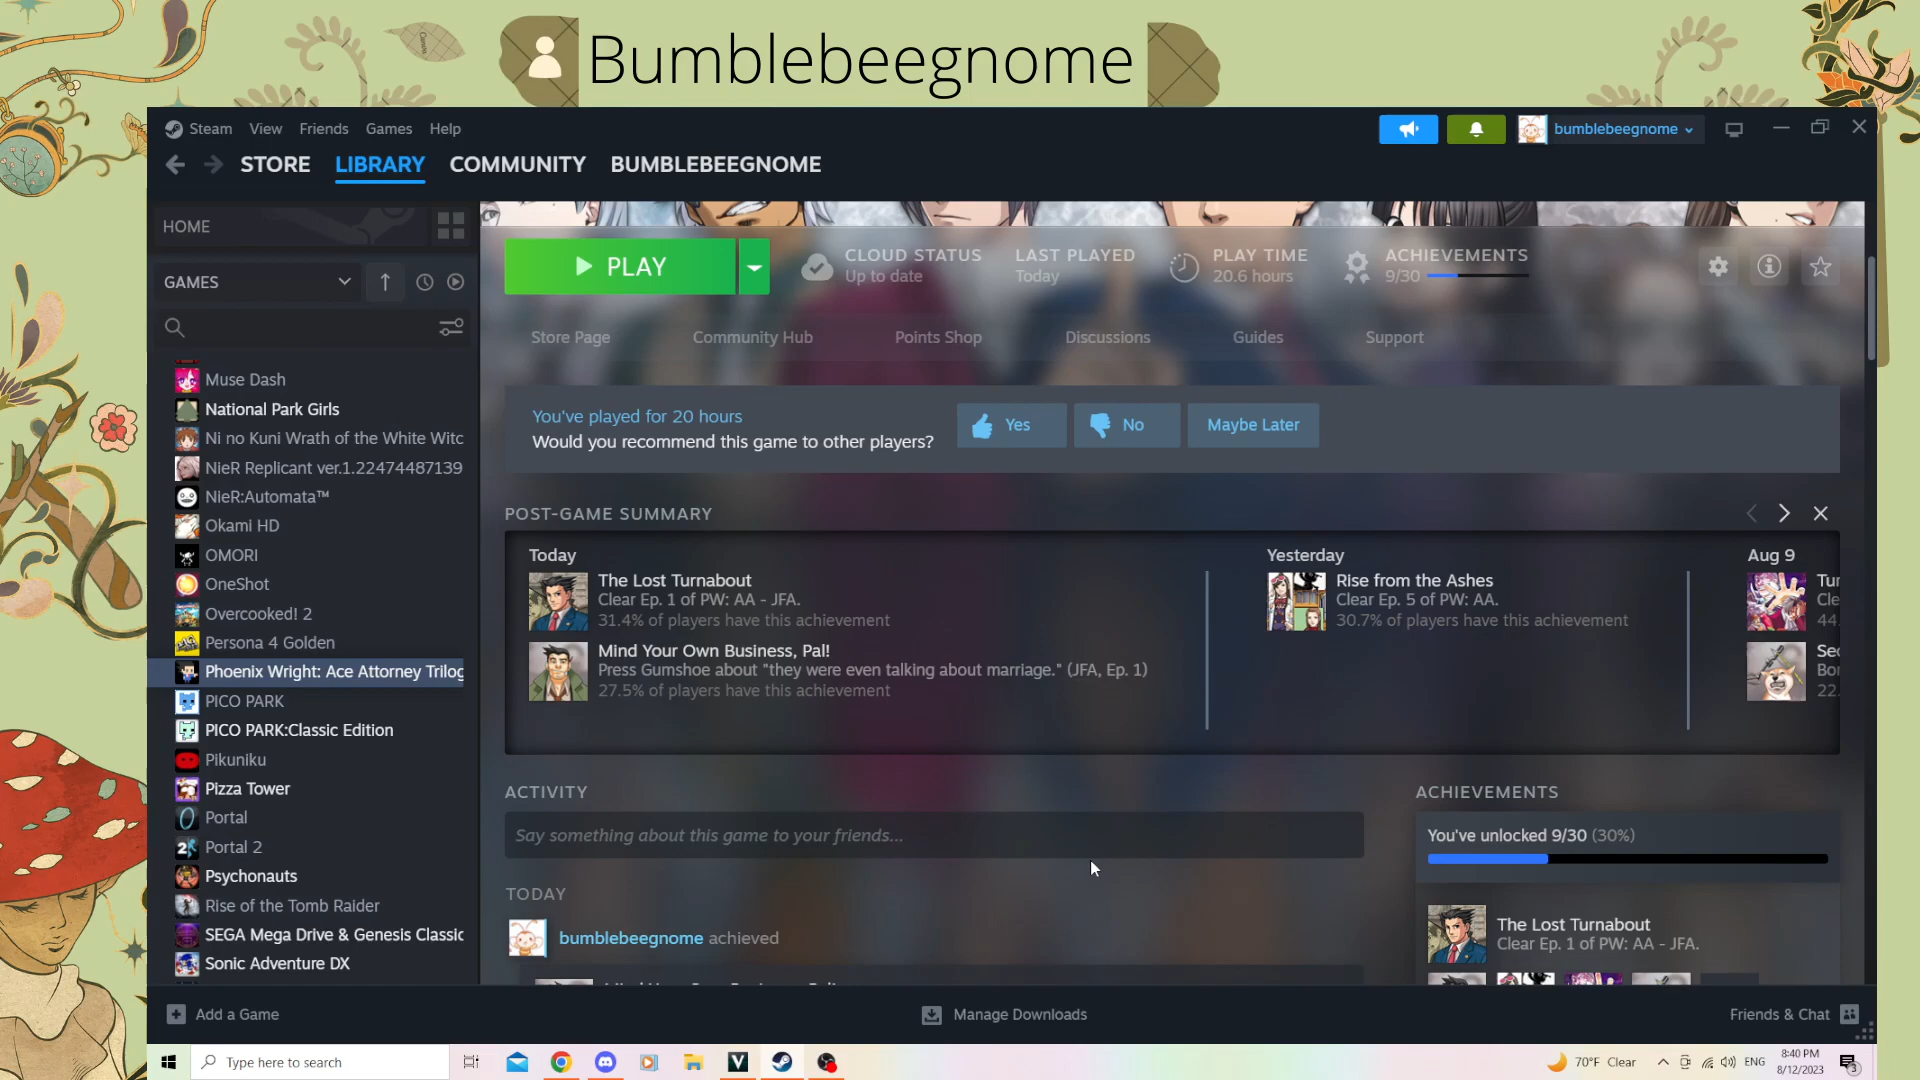 Bumblebeegnome
Steam View Friends Games Help
bumblebeegnome
STORE LIBRARY COMMUNITY BUMBLEBEEGNOME
HOME
GAMES
Muse Dash
National Park Girls
Ni no Kuni Wrath of the White Witc
NieR Replicant ver.1.22474487139
NieR:Automata™
Okami HD
OMORI
OneShot
Overcooked! 2
Persona 4 Golden
Phoenix Wright: Ace Attorney Trilog
PICO PARK
PICO PARK:Classic Edition
Pikuniku
Pizza Tower
Portal
Portal 2
Psychonauts
Rise of the Tomb Raider
SEGA Mega Drive & Genesis Classic
Sonic Adventure DX
PLAY
CLOUD STATUS
Up to date
LAST PLAYED
Today
PLAY TIME
20.6 hours
ACHIEVEMENTS
9/30
Store Page Community Hub Points Shop Discussions Guides Support
You've played for 20 hours
Would you recommend this game to other players?
Yes No Maybe Later
POST-GAME SUMMARY
Today
The Lost Turnabout
Clear Ep. 1 of PW: AA - JFA.
31.4% of players have this achievement
Mind Your Own Business, Pal!
Press Gumshoe about "they were even talking about marriage." (JFA, Ep. 1)
27.5% of players have this achievement
Yesterday
Rise from the Ashes
Clear Ep. 5 of PW: AA.
30.7% of players have this achievement
Aug 9
Tur
Cle
44.
Sec
Bor
22.
ACTIVITY
Say something about this game to your friends...
TODAY
bumblebeegnome achieved
ACHIEVEMENTS
You've unlocked 9/30 (30%)
The Lost Turnabout
Clear Ep. 1 of PW: AA - JFA.
Add a Game
Manage Downloads
Friends & Chat
Type here to search
70°F Clear
ENG
8:40 PM
8/12/2023
3